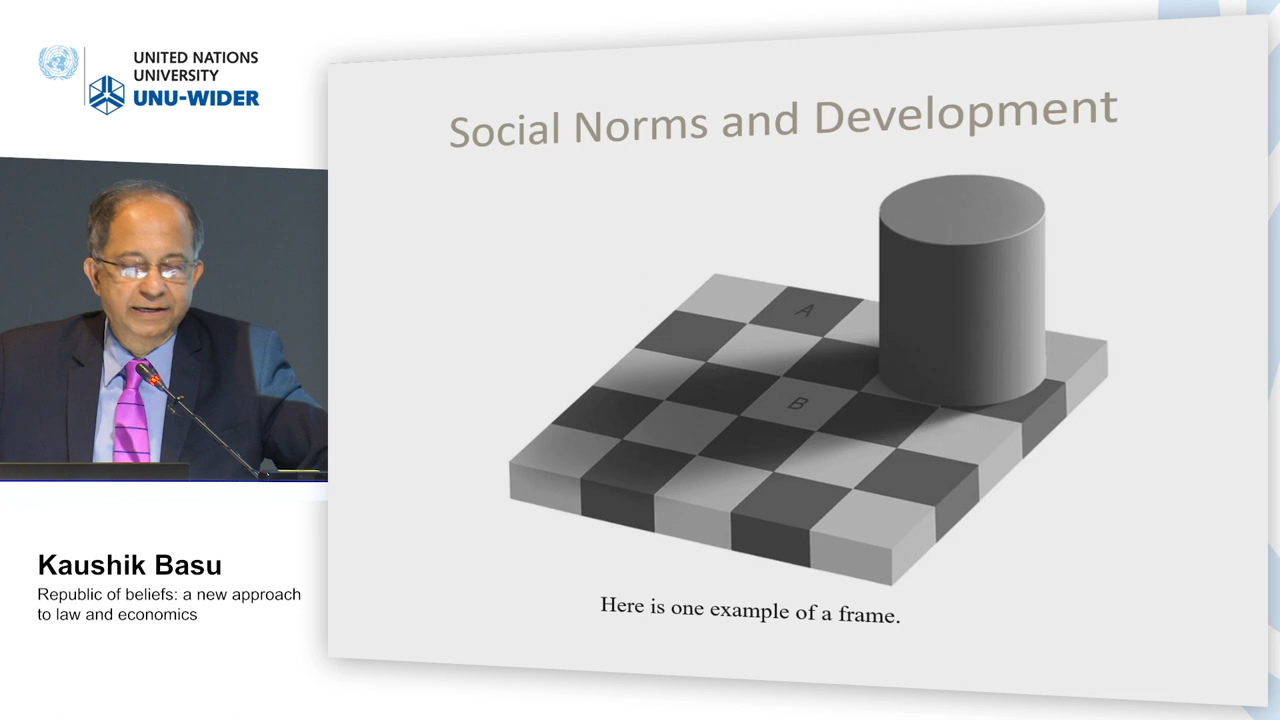 UNITED NATIONS
UNIVERSITY
UNU-WIDER
Social Norms and Development
A
B
Here is one example of a frame.
Kaushik Basu
Republic of beliefs: a new approach
to law and economics